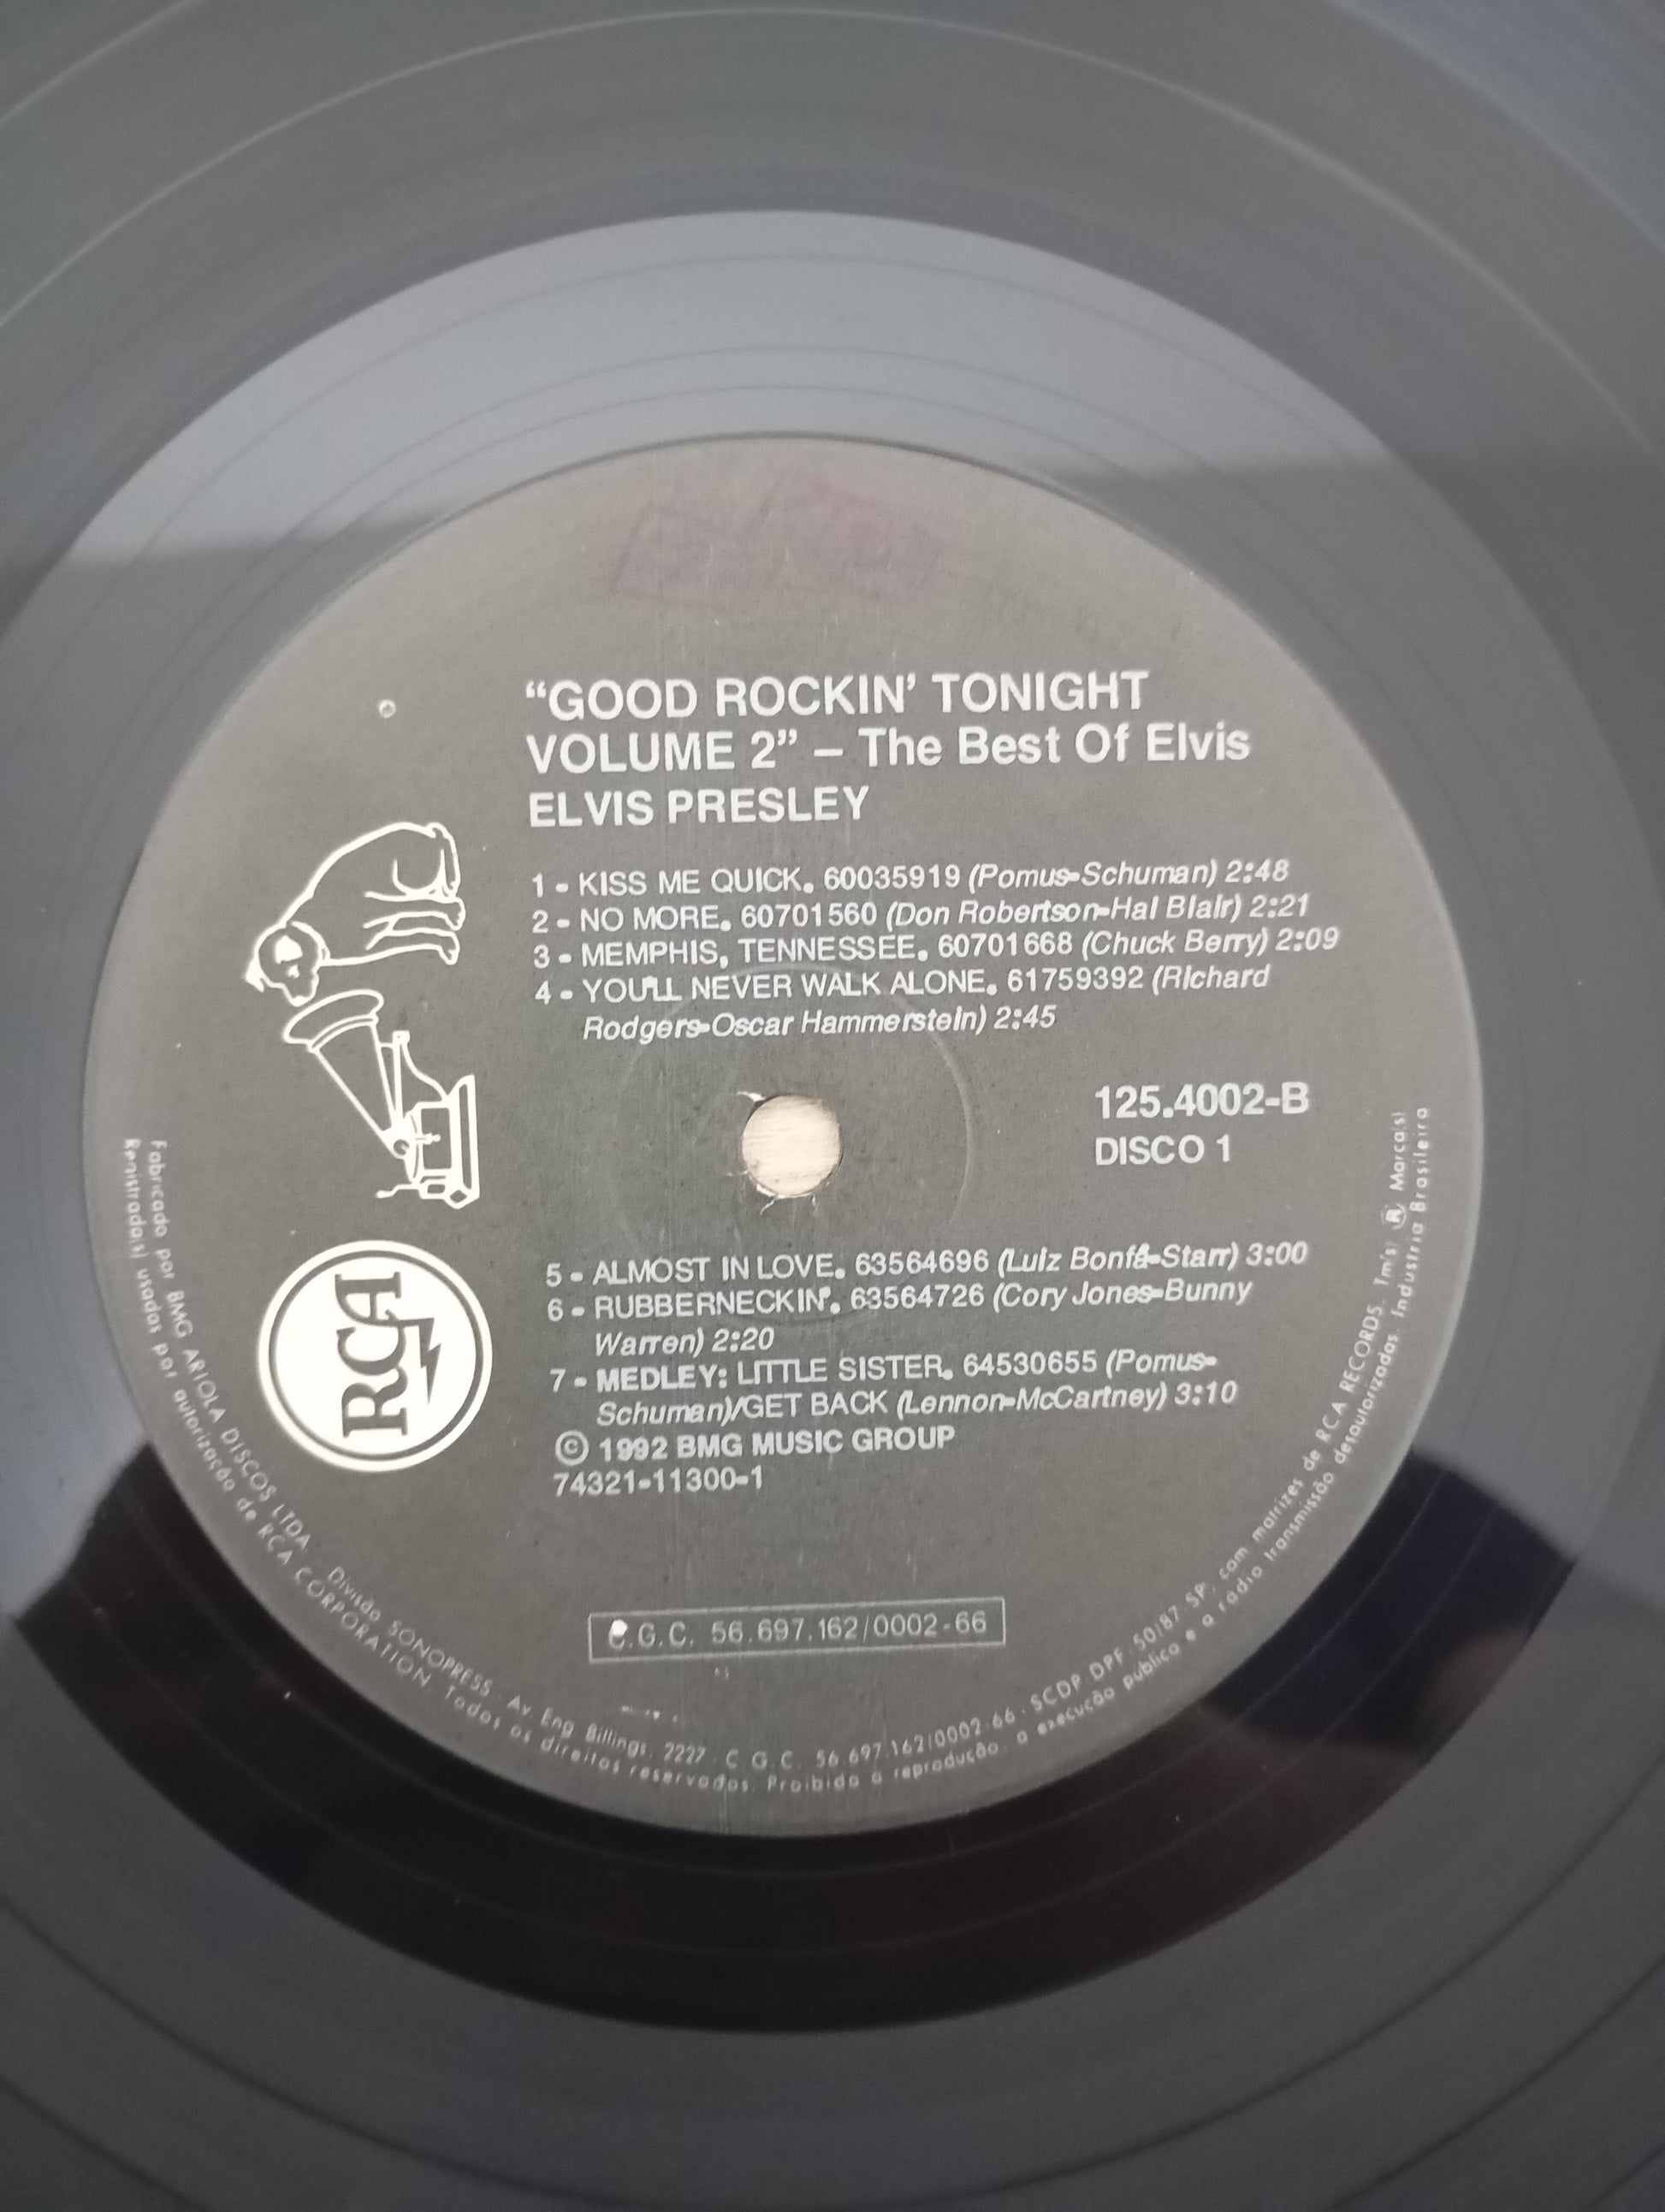 “GOOD ROCKIN’ TONIGHT
VOLUME 2” – The Best Of Elvis
ELVIS PRESLEY
1 - KISS ME QUICK. 60035919 (Pomus-Schuman) 2:48
2 - NO MORE. 60701560 (Don Robertson-Hal Blair) 2:21
3 - MEMPHIS, TENNESSEE. 60701668 (Chuck Berry) 2:09
4 - YOU'LL NEVER WALK ALONE. 61759392 (Richard
Rodgers-Oscar Hammerstein) 2:45
125.4002-B
DISCO 1
5 - ALMOST IN LOVE. 63564696 (Luiz Bonfá-Starr) 3:00
6 - RUBBERNECKIN'. 63564726 (Cory Jones-Bunny
Warren) 2:20
7 - MEDLEY: LITTLE SISTER. 64530655 (Pomus-
Schuman)/GET BACK (Lennon-McCartney) 3:10
© 1992 BMG MUSIC GROUP
74321-11300-1
RCA
C.G.C. 56.697.162/0002-66
Fabricado por BMG ARIOLA DISCOS LTDA. Divisão SONOPRESS. Av. Eng. Billings, 2227. C.G.C. 56.697.162/0002-66. SCDP. DPF. 50/87. SP. com matrizes de RCA RECORDS. Tm(s) ® Marca(s)
Registrada(s) usadas por autorização de RCA CORPORATION. Todos os direitos reservados. Proibida a reprodução, a execução pública e a rádio transmissão desautorizadas. Indústria Brasileira